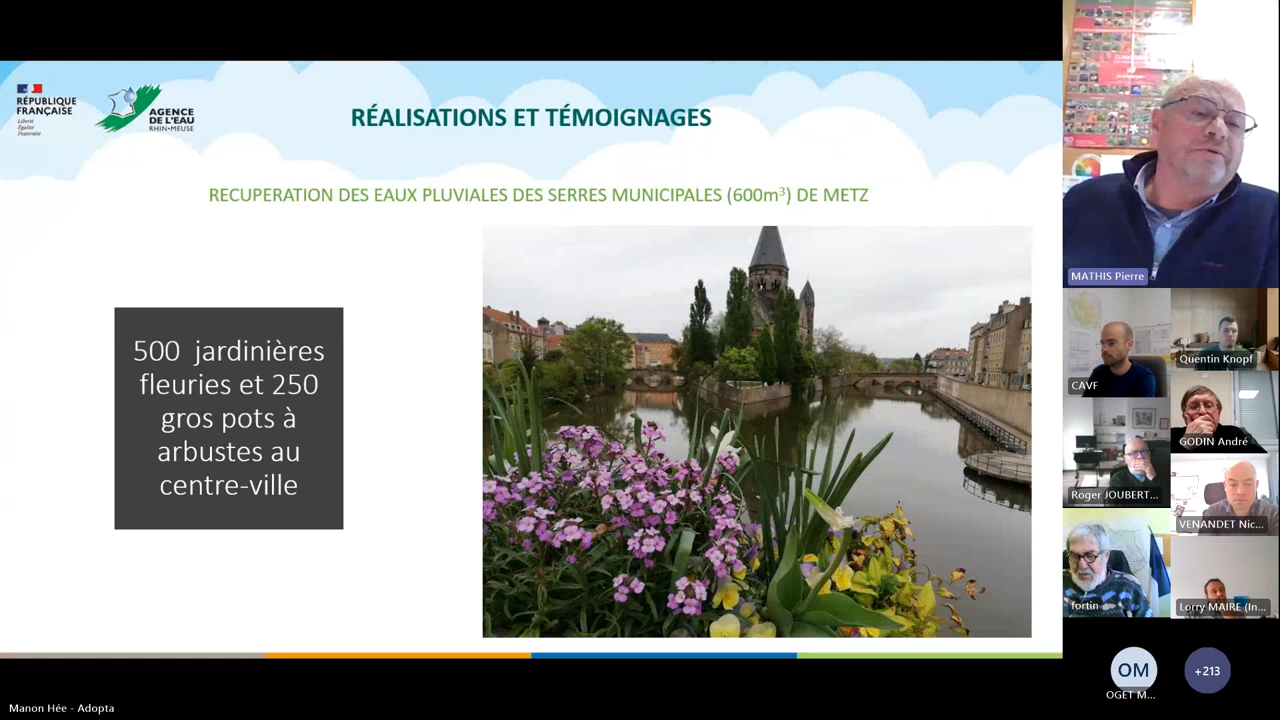 RÉPUBLIQUE
FRANÇAISE
Liberté
Égalité
Fraternité
AGENCE
DE L'EAU
RHIN•MEUSE
RÉALISATIONS ET TÉMOIGNAGES
RECUPERATION DES EAUX PLUVIALES DES SERRES MUNICIPALES (600m³) DE METZ
500 jardinières
fleuries et 250
gros pots à
arbustes au
centre-ville
MATHIS Pierre
CAVF
Quentin Knopf
GODIN André
Roger JOUBERT...
VENANDET Nic...
fortin
Lorry MAIRE (In...
OM
OGET M...
+213
Manon Hée - Adopta